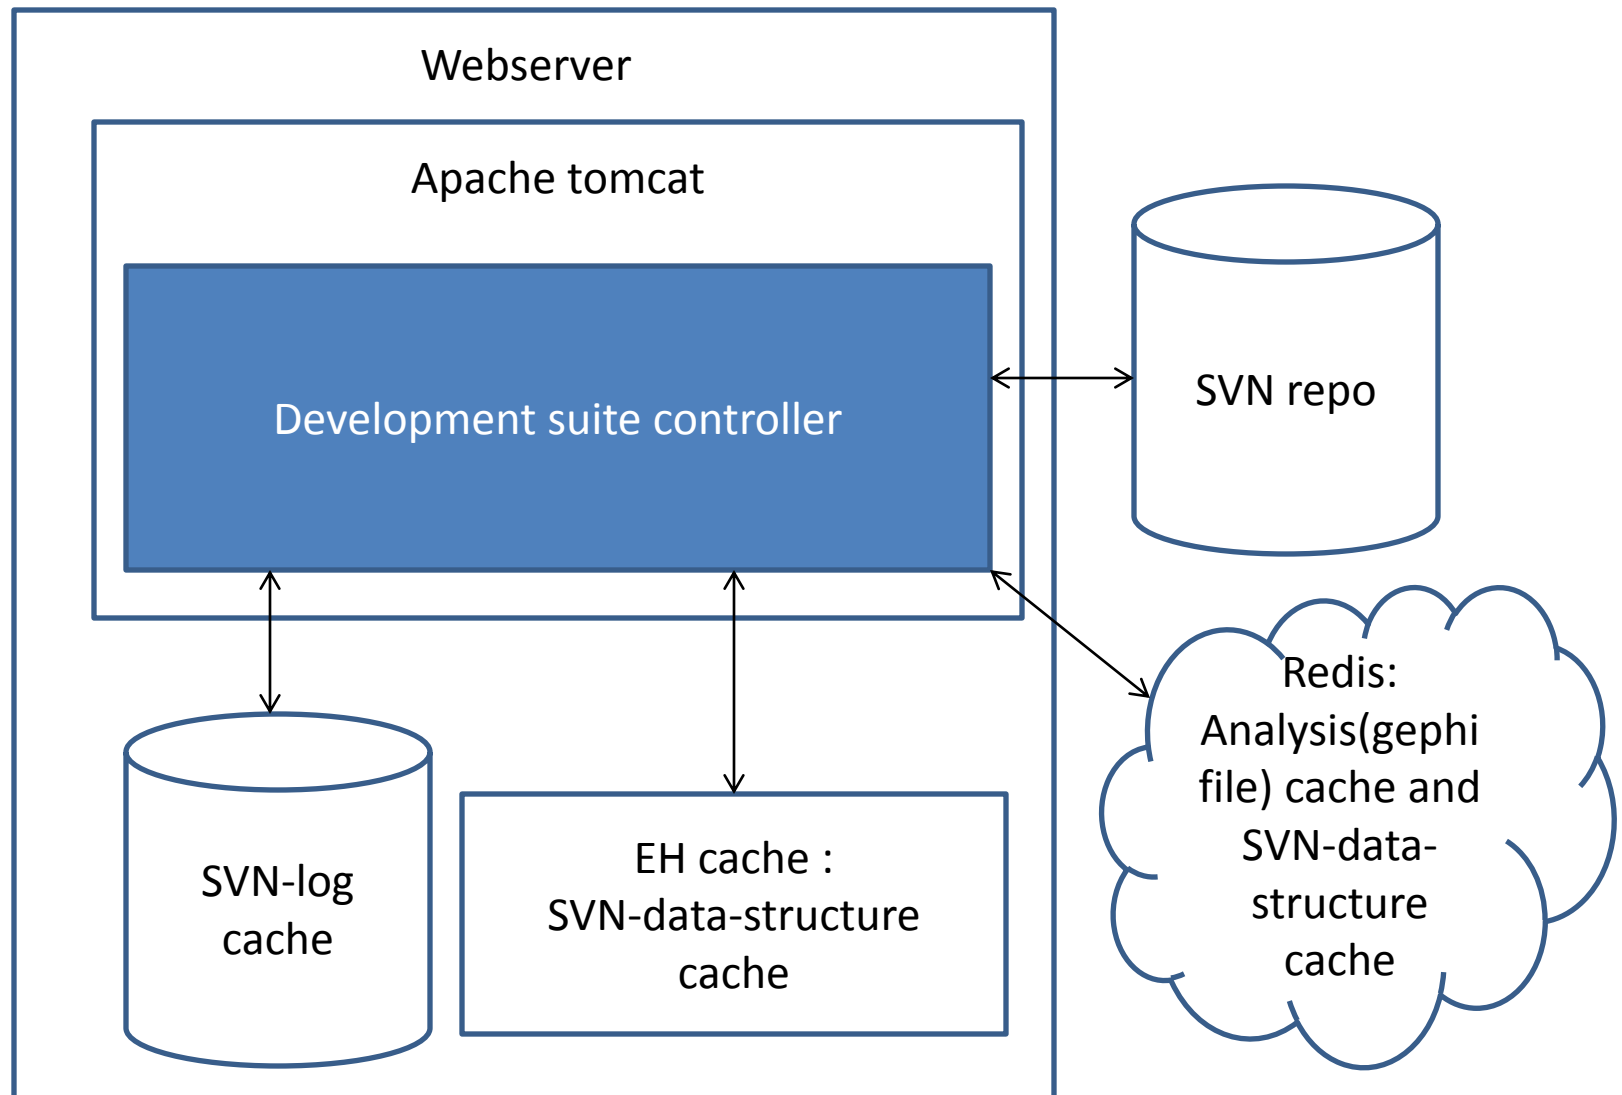 Webserver
Apache tomcat
Development suite controller
SVN repo
SVN-log
cache
EH cache :
SVN-data-structure
cache
Redis:
Analysis(gephi
file) cache and
SVN-data-
structure
cache